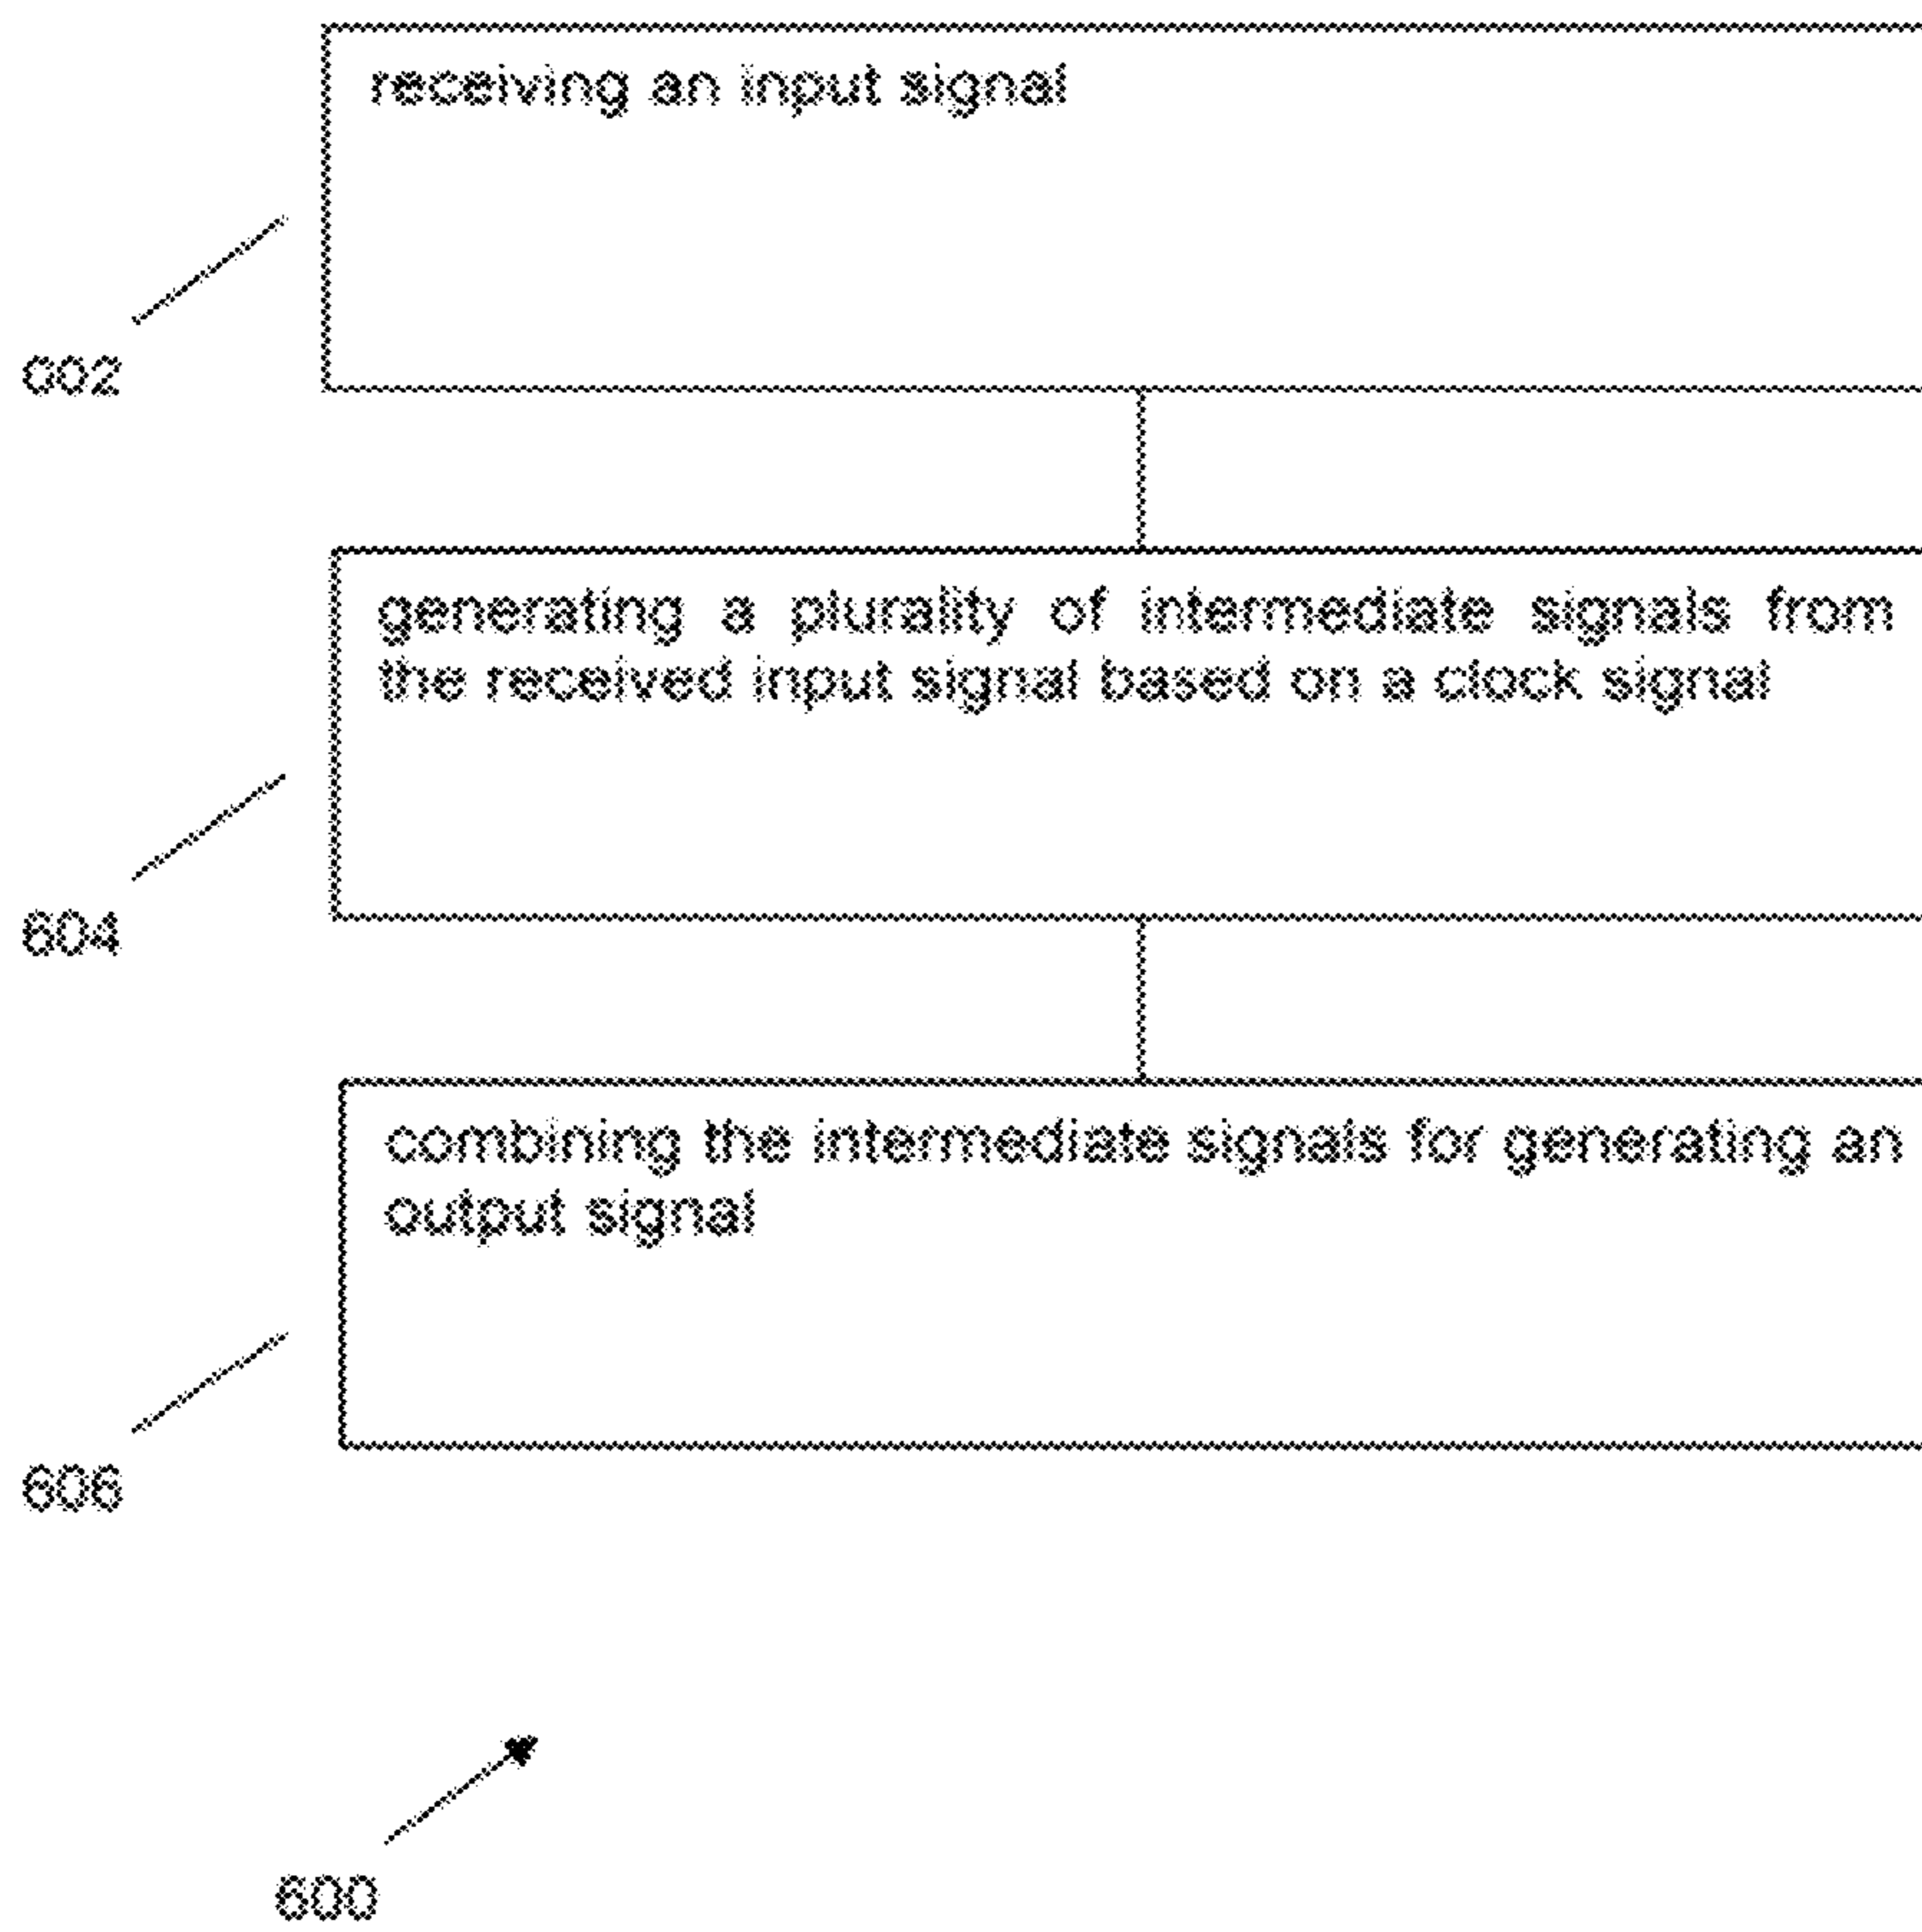 receiving an input signal
602
generating a plurality of intermediate signals from
the received input signal based on a clock signal
604
combining the intermediate signals for generating an
output signal
606
600